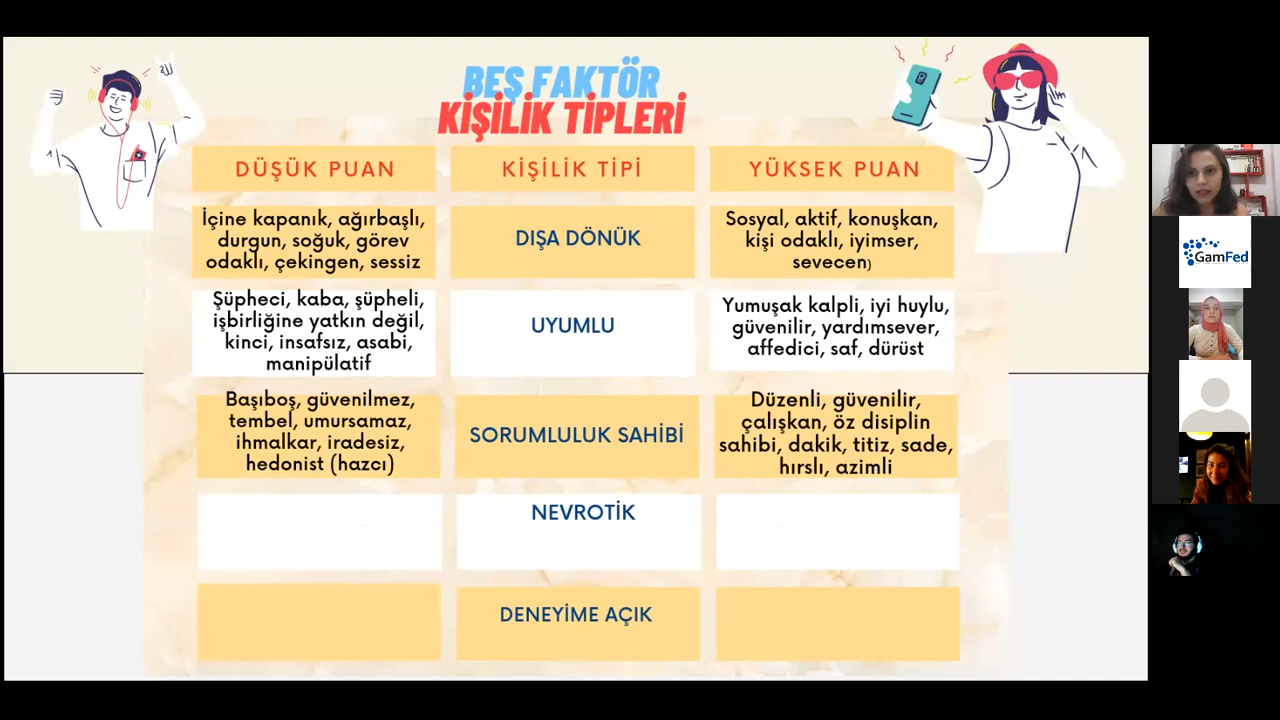 BEŞ FAKTÖR
KİŞİLİK TİPLERİ
DÜŞÜK PUAN
KİŞİLİK TİPİ
YÜKSEK PUAN
İçine kapanık, ağırbaşlı,
durgun, soğuk, görev
odaklı, çekingen, sessiz
DIŞA DÖNÜK
Sosyal, aktif, konuşkan,
kişi odaklı, iyimser,
sevecen)
Şüpheci, kaba, şüpheli,
işbirliğine yatkın değil,
kinci, insafsız, asabi,
manipülatif
UYUMLU
Yumuşak kalpli, iyi huylu,
güvenilir, yardımsever,
affedici, saf, dürüst
Başıboş, güvenilmez,
tembel, umursamaz,
ihmalkar, iradesiz,
hedonist (hazcı)
SORUMLULUK SAHİBİ
Düzenli, güvenilir,
çalışkan, öz disiplin
sahibi, dakik, titiz, sade,
hırslı, azimli
NEVROTİK
DENEYİME AÇIK
GamFed